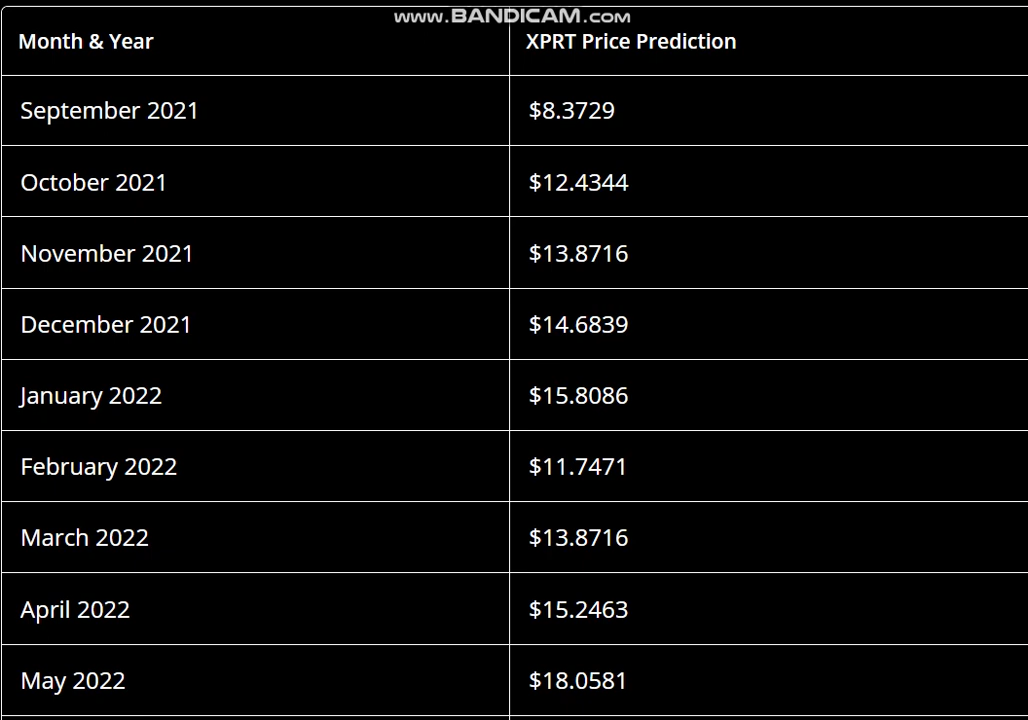 www.BANDICAM.com
Month & Year XPRT Price Prediction
September 2021 $8.3729
October 2021 $12.4344
November 2021 $13.8716
December 2021 $14.6839
January 2022 $15.8086
February 2022 $11.7471
March 2022 $13.8716
April 2022 $15.2463
May 2022 $18.0581